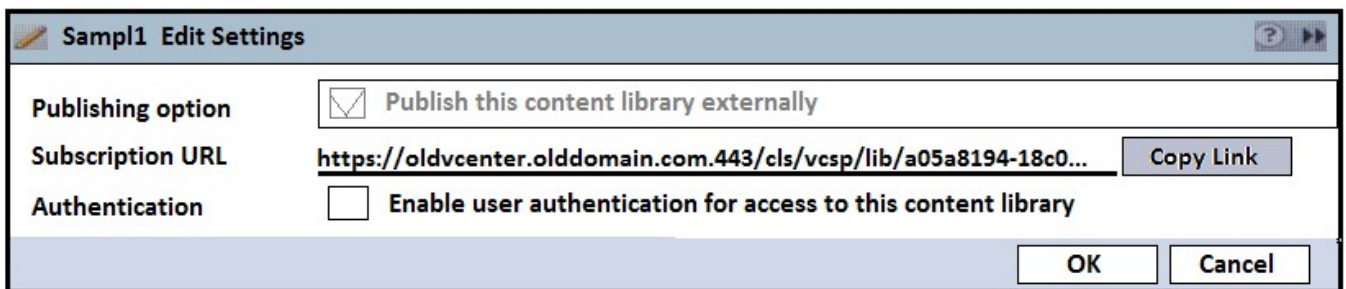 Sampl1 Edit Settings
Publishing option Publish this content library externally
Subscription URL https://oldvcenter.olddomain.com.443/cls/vcsp/lib/a05a8194-18c0... Copy Link
Authentication Enable user authentication for access to this content library
OK Cancel